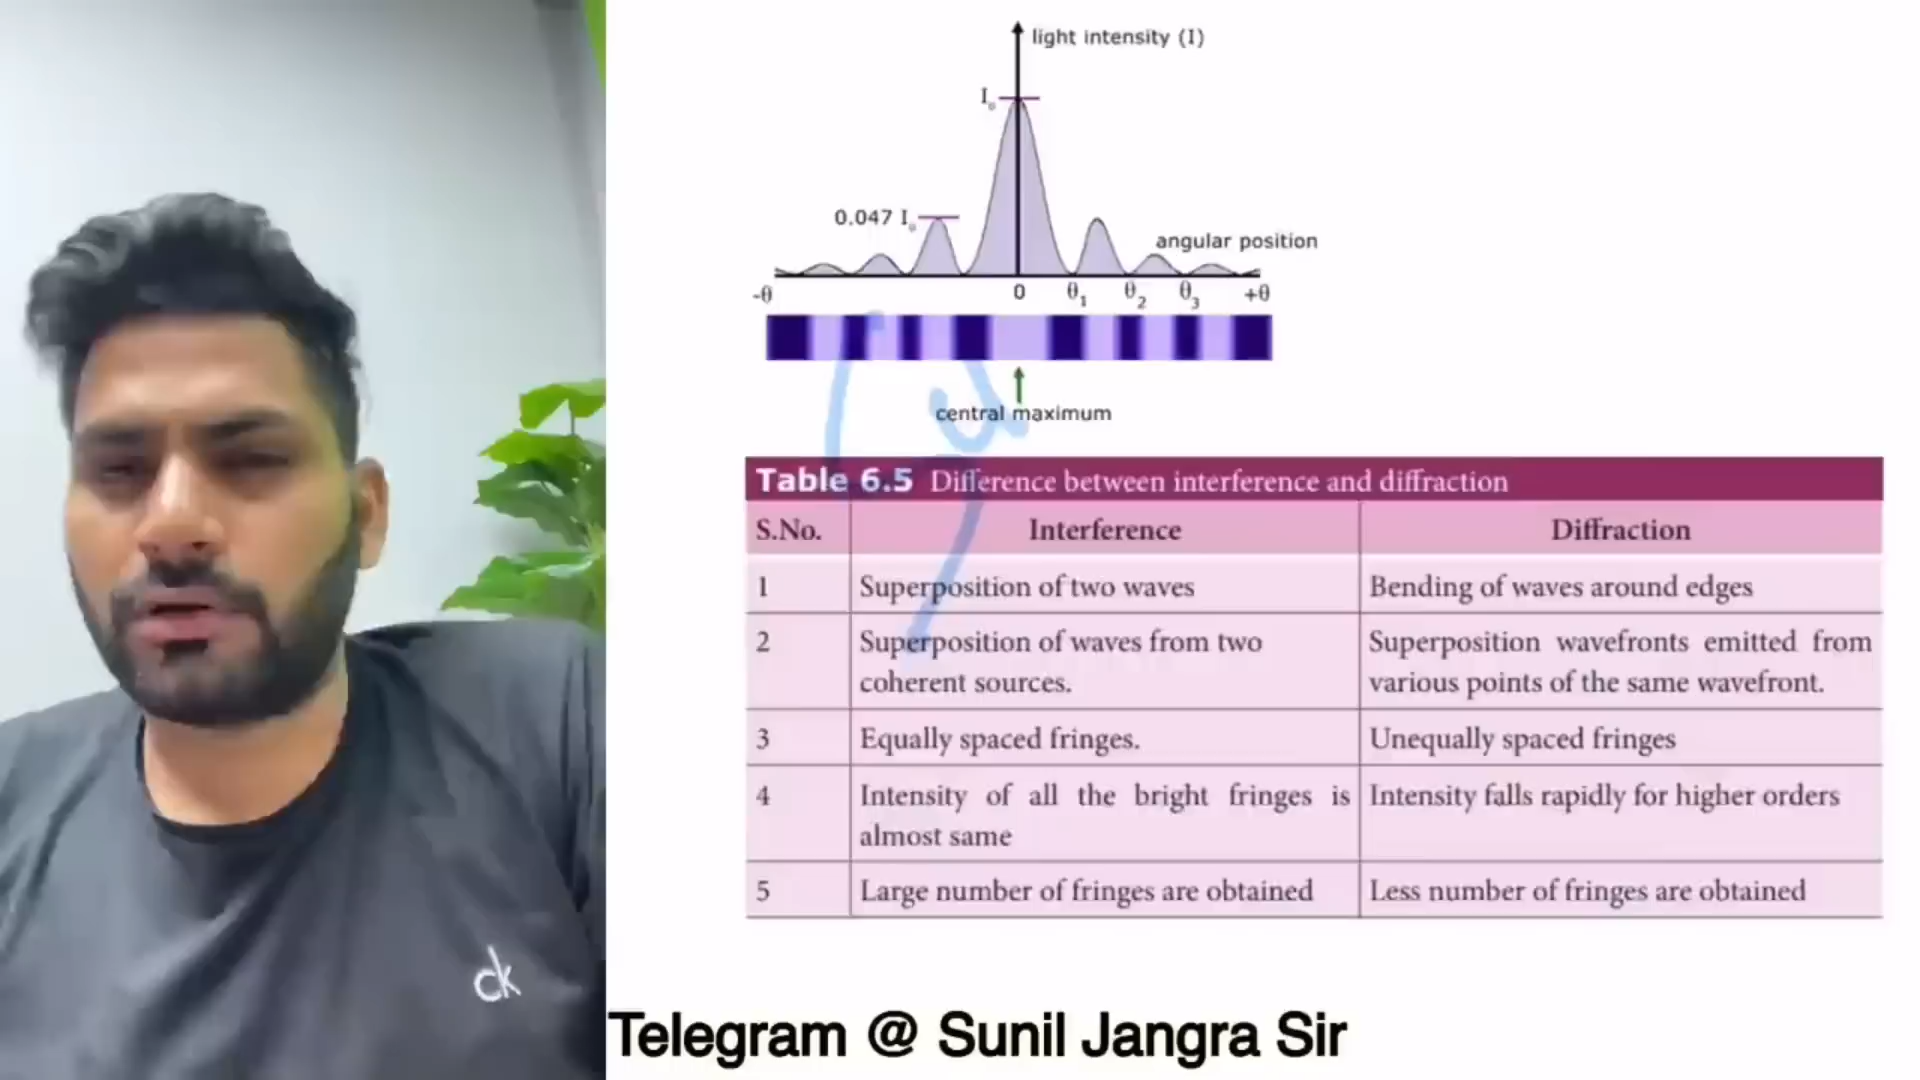 light intensity (I)
I₀
0.047 I₀
angular position
-θ 0 θ₁ θ₂ θ₃ +θ
central maximum
Table 6.5 Difference between interference and diffraction
S.No. Interference Diffraction
1 Superposition of two waves Bending of waves around edges
2 Superposition of waves from two coherent sources. Superposition wavefronts emitted from various points of the same wavefront.
3 Equally spaced fringes. Unequally spaced fringes
4 Intensity of all the bright fringes is almost same Intensity falls rapidly for higher orders
5 Large number of fringes are obtained Less number of fringes are obtained
ck
Telegram @ Sunil Jangra Sir